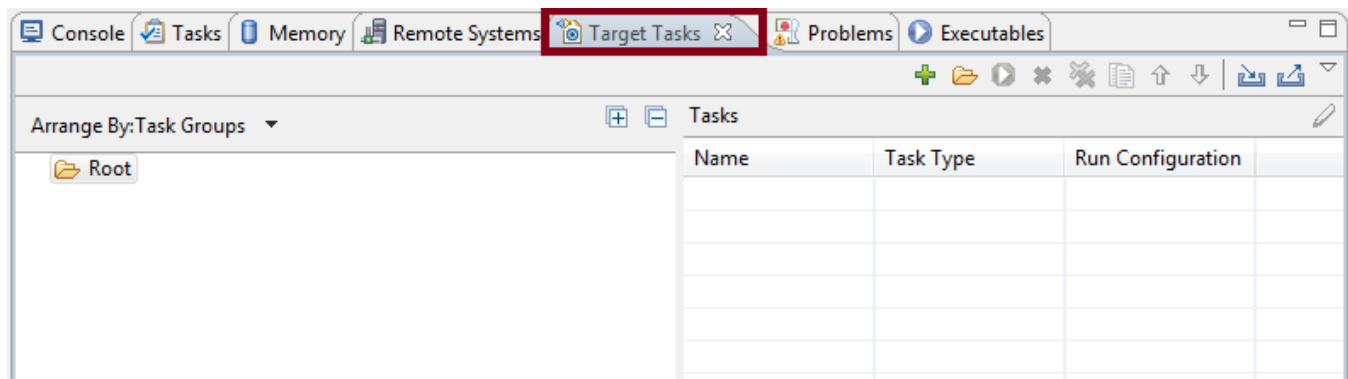 Console Tasks Memory Remote Systems Target Tasks Problems Executables
Arrange By:Task Groups Tasks
Root
Name Task Type Run Configuration